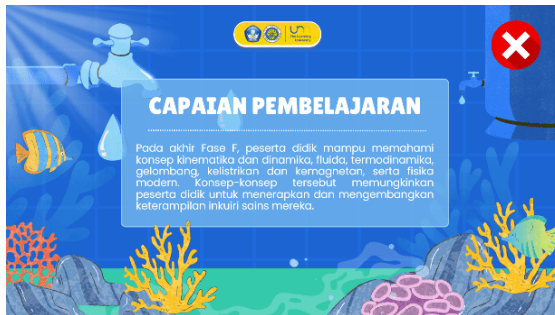 CAPAIAN PEMBELAJARAN
Pada akhir Fase F, peserta didik mampu memahami
konsep kinematika dan dinamika, fluida, termodinamika,
gelombang, kelistrikan dan kemagnetan, serta fisika
modern. Konsep-konsep tersebut memungkinkan
peserta didik untuk menerapkan dan mengembangkan
keterampilan inkuiri sains mereka.